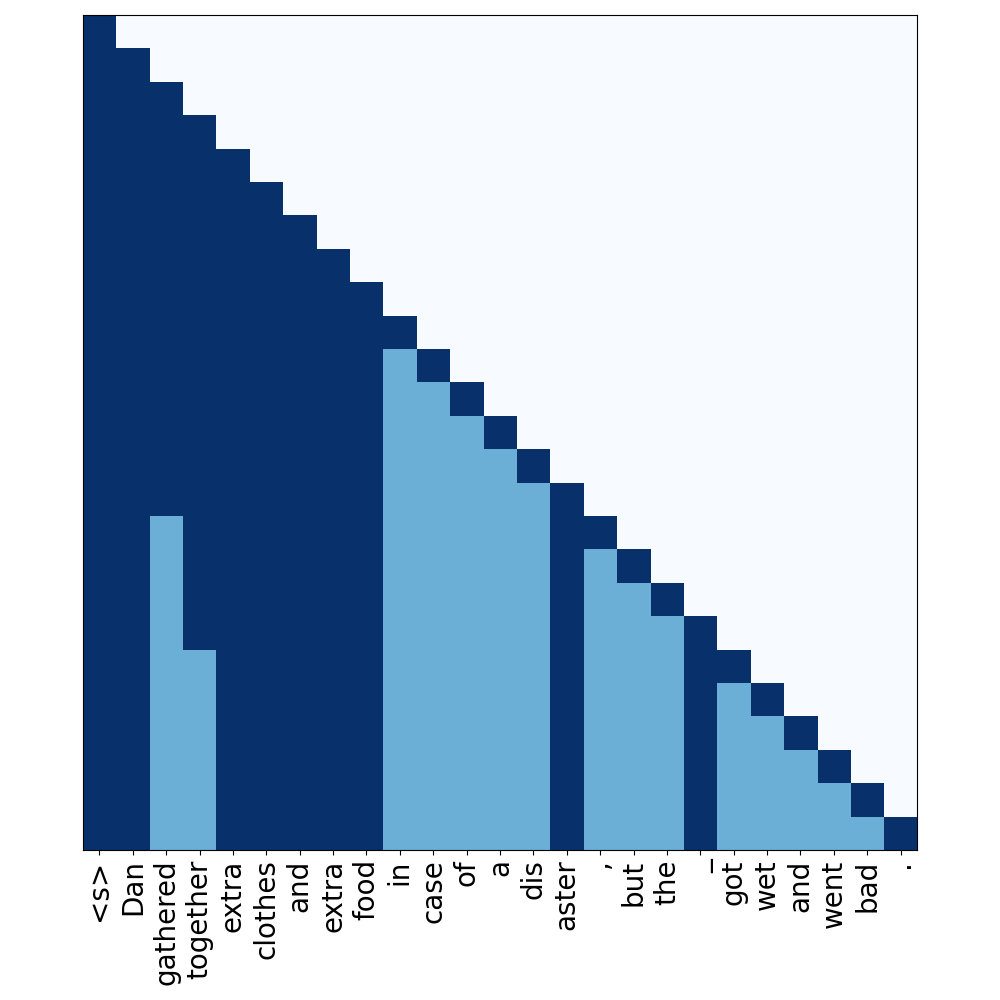 <s> Dan gathered together extra clothes and extra food in case of a dis aster , but the _ got wet and went bad .